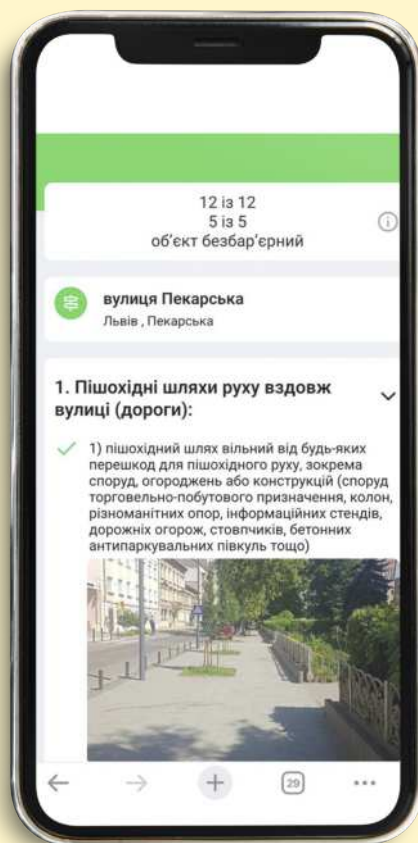 12 із 12
5 із 5
об’єкт безбар’єрний
вулиця Пекарська
Львів , Пекарська
1. Пішохідні шляхи руху вздовж
вулиці (дороги):
1) пішохідний шлях вільний від будь-яких
перешкод для пішохідного руху, зокрема
споруд, огороджень або конструкцій (споруд
торговельно-побутового призначення, колон,
різноманітних опор, інформаційних стендів,
дорожніх огорож, стовпчиків, бетонних
антипаркувальних півкуль тощо)
29